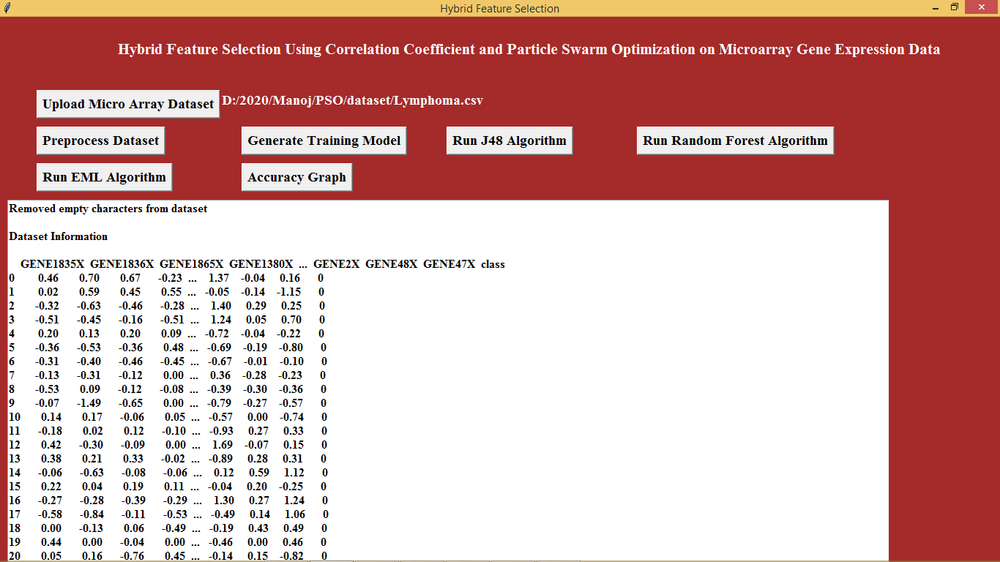 Hybrid Feature Selection
Hybrid Feature Selection Using Correlation Coefficient and Particle Swarm Optimization on Microarray Gene Expression Data
Upload Micro Array Dataset D:/2020/Manoj/PSO/dataset/Lymphoma.csv
Preprocess Dataset Generate Training Model Run J48 Algorithm Run Random Forest Algorithm
Run EML Algorithm Accuracy Graph
Removed empty characters from dataset
Dataset Information
GENE1835X GENE1836X GENE1865X GENE1380X ... GENE2X GENE48X GENE47X class
0 0.46 0.70 0.67 -0.23 ... 1.37 -0.04 0.16 0
1 0.02 0.59 0.45 0.55 ... -0.05 -0.14 -1.15 0
2 -0.32 -0.63 -0.46 -0.28 ... 1.40 0.29 0.25 0
3 -0.51 -0.45 -0.16 -0.51 ... 1.24 0.05 0.70 0
4 0.20 0.13 0.20 0.09 ... -0.72 -0.04 -0.22 0
5 -0.36 -0.53 -0.36 0.48 ... -0.69 -0.19 -0.80 0
6 -0.31 -0.40 -0.46 -0.45 ... -0.67 -0.01 -0.10 0
7 -0.13 -0.31 -0.12 0.00 ... 0.36 -0.28 -0.23 0
8 -0.53 0.09 -0.12 -0.08 ... -0.39 -0.30 -0.36 0
9 -0.07 -1.49 -0.65 0.00 ... -0.79 -0.27 -0.57 0
10 0.14 0.17 -0.06 0.05 ... -0.57 0.00 -0.74 0
11 -0.18 0.02 0.12 -0.10 ... -0.93 0.27 0.33 0
12 0.42 -0.30 -0.09 0.00 ... 1.69 -0.07 0.15 0
13 0.38 0.21 0.33 -0.02 ... -0.89 0.28 0.31 0
14 -0.06 -0.63 -0.08 -0.06 ... 0.12 0.59 1.12 0
15 0.22 0.04 0.19 0.11 ... -0.04 0.20 -0.25 0
16 -0.27 -0.28 -0.39 -0.29 ... 1.30 0.27 1.24 0
17 -0.58 -0.84 -0.11 -0.53 ... -0.49 0.14 1.06 0
18 0.00 -0.13 0.06 -0.49 ... -0.19 0.43 0.49 0
19 0.44 0.00 -0.04 0.00 ... -0.46 0.00 0.46 0
20 0.05 0.16 -0.76 0.45 ... -0.14 0.15 -0.82 0